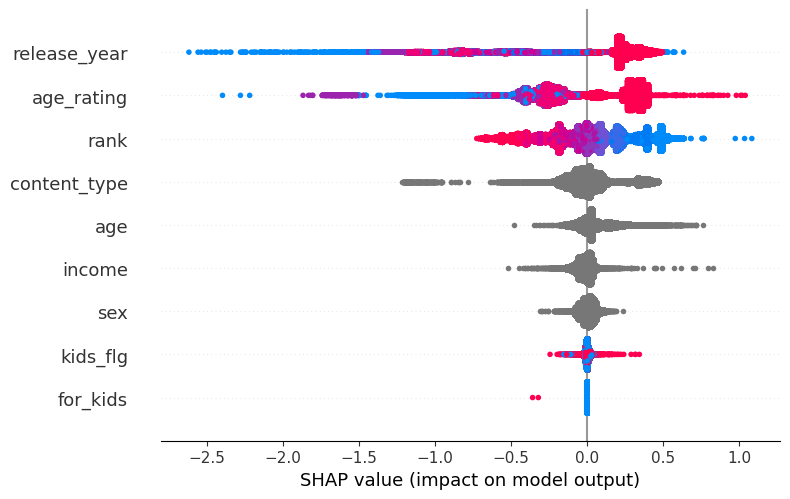 release_year
age_rating
rank
content_type
age
income
sex
kids_flg
for_kids
−2.5 −2.0 −1.5 −1.0 −0.5 0.0 0.5 1.0
SHAP value (impact on model output)